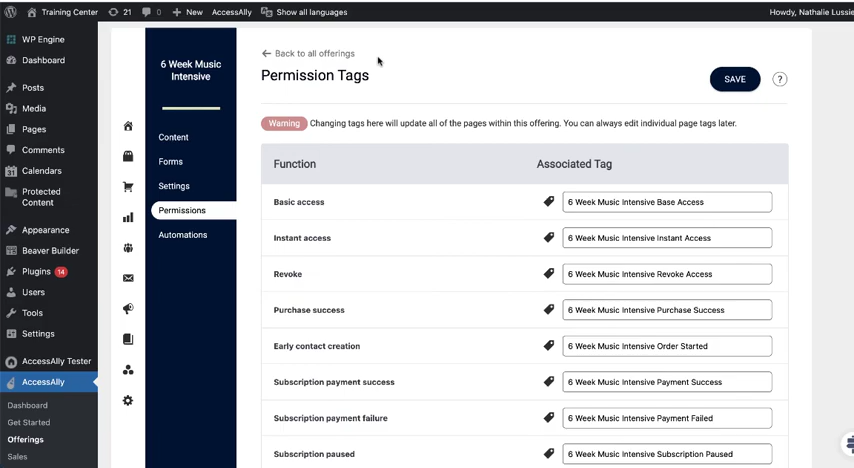 Training Center 21 0 New AccessAlly Show all languages Howdy, Nathalie Lussie
WP Engine
Dashboard
Posts
Media
Pages
Comments
31 Calendars
Protected
Content
Appearance
Beaver Builder
Plugins 14
Users
Tools
Settings
AccessAlly Tester
AccessAlly
Dashboard
Get Started
Offerings
Sales
6 Week Music
Intensive
Content
Forms
Settings
Permissions
Automations
← Back to all offerings
Permission Tags
SAVE ?
Warning Changing tags here will update all of the pages within this offering. You can always edit individual page tags later.
Function Associated Tag
Basic access 6 Week Music Intensive Base Access
Instant access 6 Week Music Intensive Instant Access
Revoke 6 Week Music Intensive Revoke Access
Purchase success 6 Week Music Intensive Purchase Success
Early contact creation 6 Week Music Intensive Order Started
Subscription payment success 6 Week Music Intensive Payment Success
Subscription payment failure 6 Week Music Intensive Payment Failed
Subscription paused 6 Week Music Intensive Subscription Paused